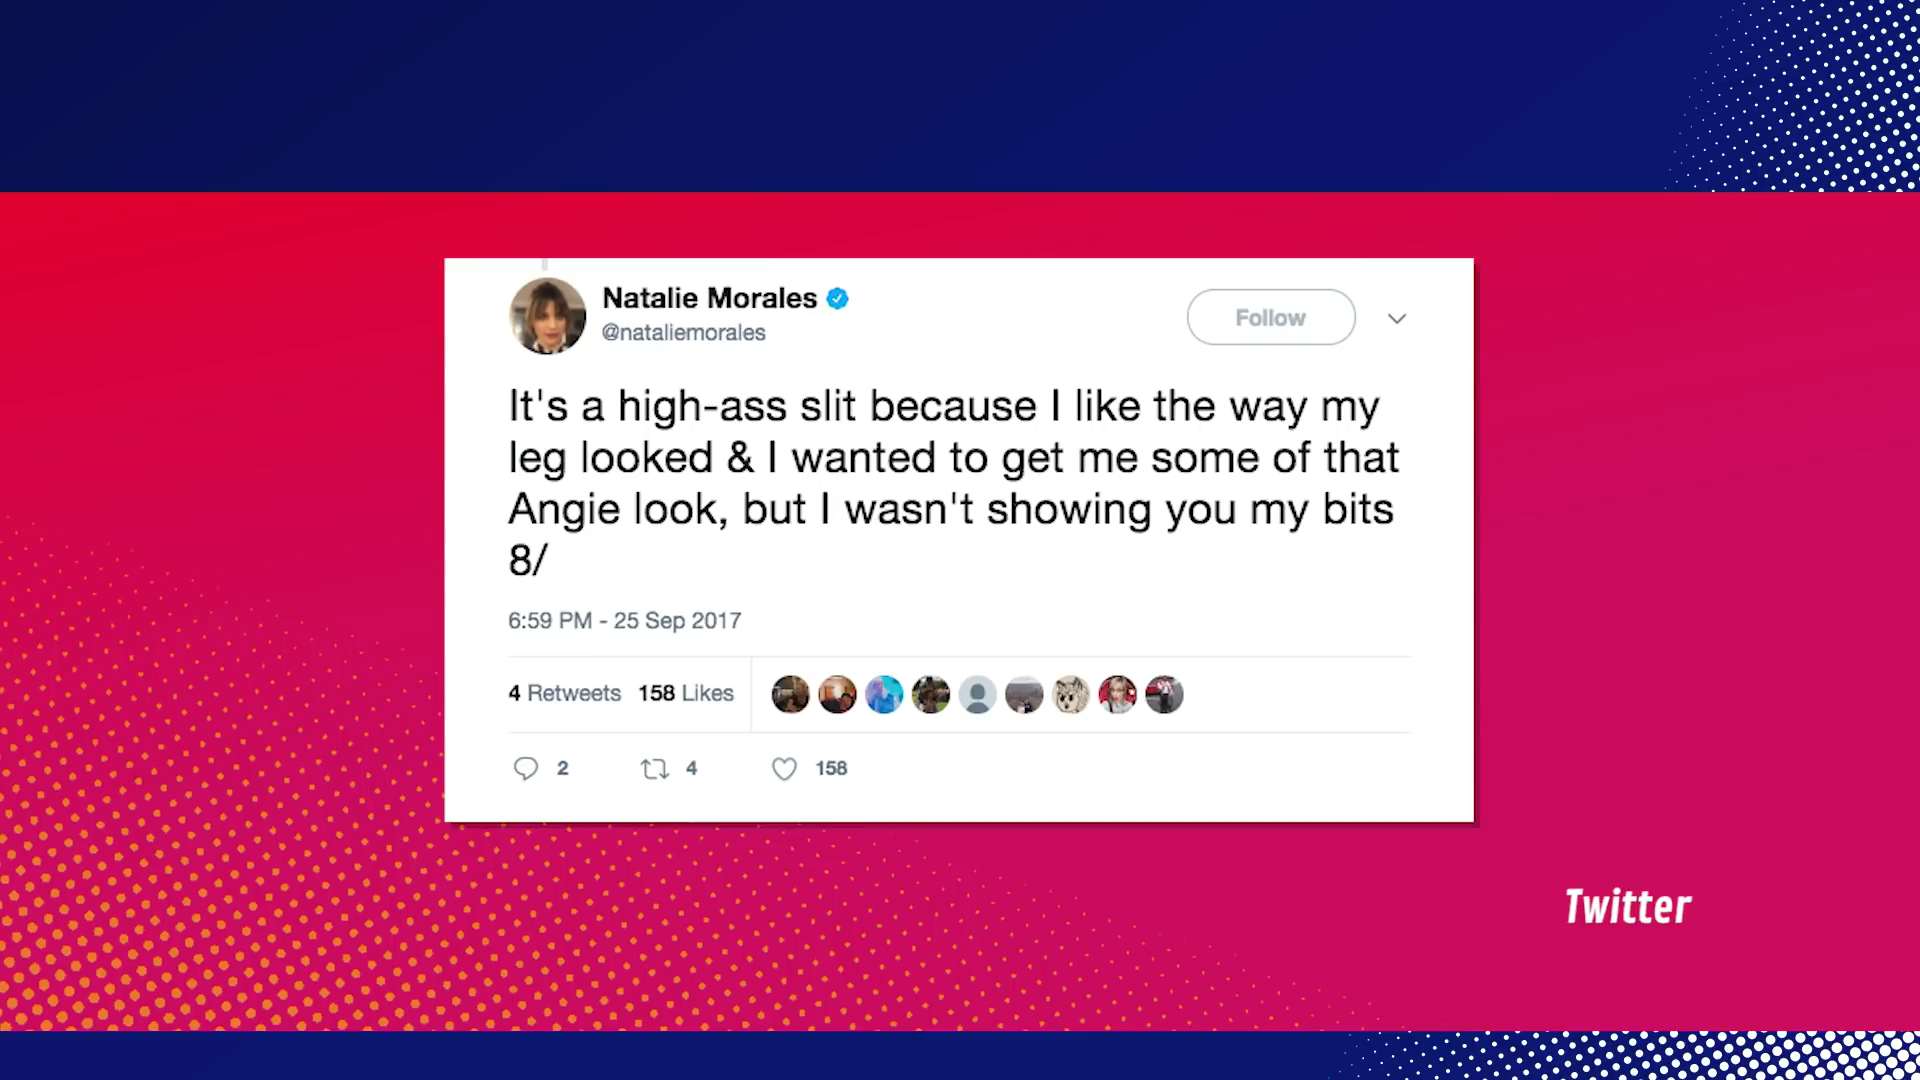 Natalie Morales
@nataliemorales
Follow
It's a high-ass slit because I like the way my
leg looked & I wanted to get me some of that
Angie look, but I wasn't showing you my bits
8/
6:59 PM - 25 Sep 2017
4 Retweets 158 Likes
2 4 158
Twitter